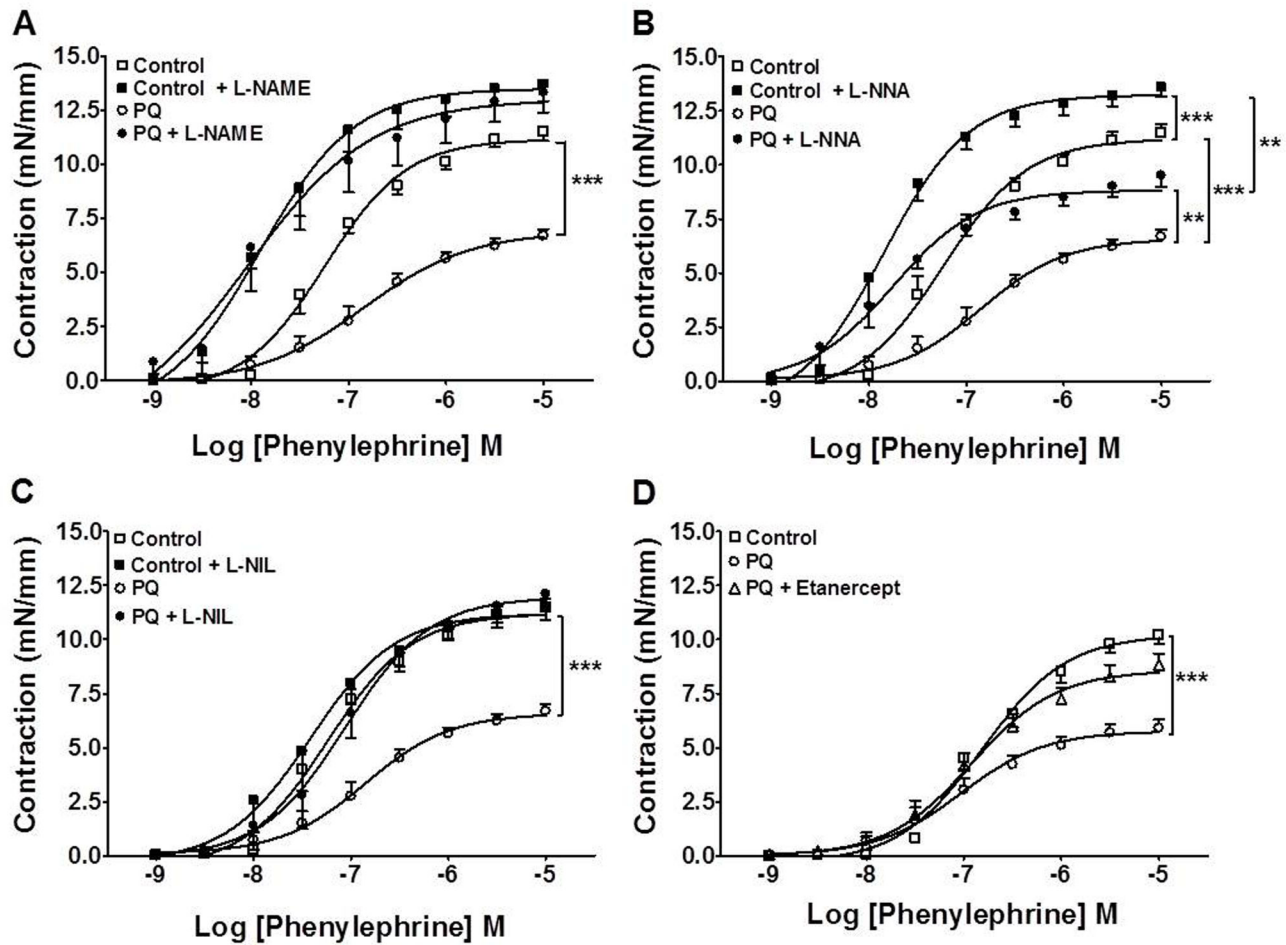 A
Control
Control + L-NAME
PQ
PQ + L-NAME
Contraction (mN/mm)
15.0
12.5
10.0
7.5
5.0
2.5
0.0
-9
-8
-7
-6
-5
Log [Phenylephrine] M
***
B
Control
Control + L-NNA
PQ
PQ + L-NNA
Contraction (mN/mm)
15.0
12.5
10.0
7.5
5.0
2.5
0.0
-9
-8
-7
-6
-5
Log [Phenylephrine] M
***
**
***
**
C
Control
Control + L-NIL
PQ
PQ + L-NIL
Contraction (mN/mm)
15.0
12.5
10.0
7.5
5.0
2.5
0.0
-9
-8
-7
-6
-5
Log [Phenylephrine] M
***
D
Control
PQ
PQ + Etanercept
Contraction (mN/mm)
15.0
12.5
10.0
7.5
5.0
2.5
0.0
-9
-8
-7
-6
-5
Log [Phenylephrine] M
***